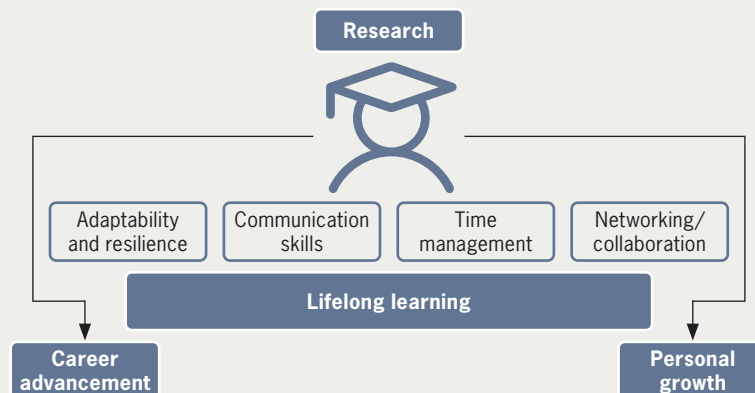 Research
Adaptability
and resilience
Communication
skills
Time
management
Networking/
collaboration
Lifelong learning
Career
advancement
Personal
growth